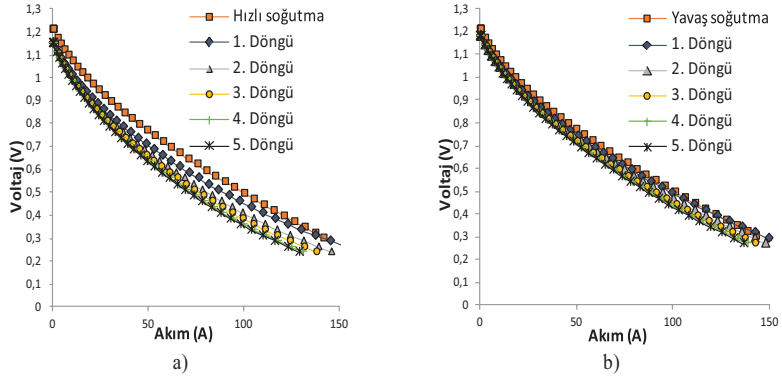 1,3
1,2
1,1
1
0,9
0,8
0,7
0,6
0,5
0,4
0,3
0,2
0,1
0
Voltaj (V)
0 50 100 150
Akım (A)
Hızlı soğutma
1. Döngü
2. Döngü
3. Döngü
4. Döngü
5. Döngü
a)
1,3
1,2
1,1
1
0,9
0,8
0,7
0,6
0,5
0,4
0,3
0,2
0,1
0
Voltaj (V)
0 50 100 150
Akım (A)
Yavaş soğutma
1. Döngü
2. Döngü
3. Döngü
4. Döngü
5. Döngü
b)